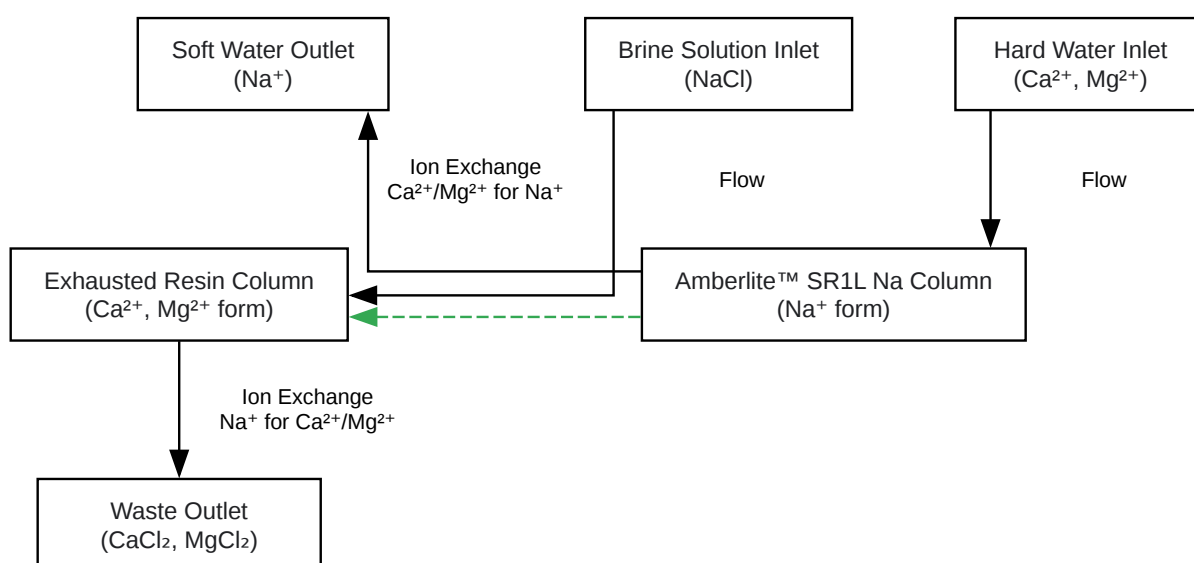 Soft Water Outlet
(Na⁺)
Brine Solution Inlet
(NaCl)
Hard Water Inlet
(Ca²⁺, Mg²⁺)
Ion Exchange
Ca²⁺/Mg²⁺ for Na⁺
Flow
Flow
Exhausted Resin Column
(Ca²⁺, Mg²⁺ form)
Amberlite™ SR1L Na Column
(Na⁺ form)
Ion Exchange
Na⁺ for Ca²⁺/Mg²⁺
Waste Outlet
(CaCl₂, MgCl₂)